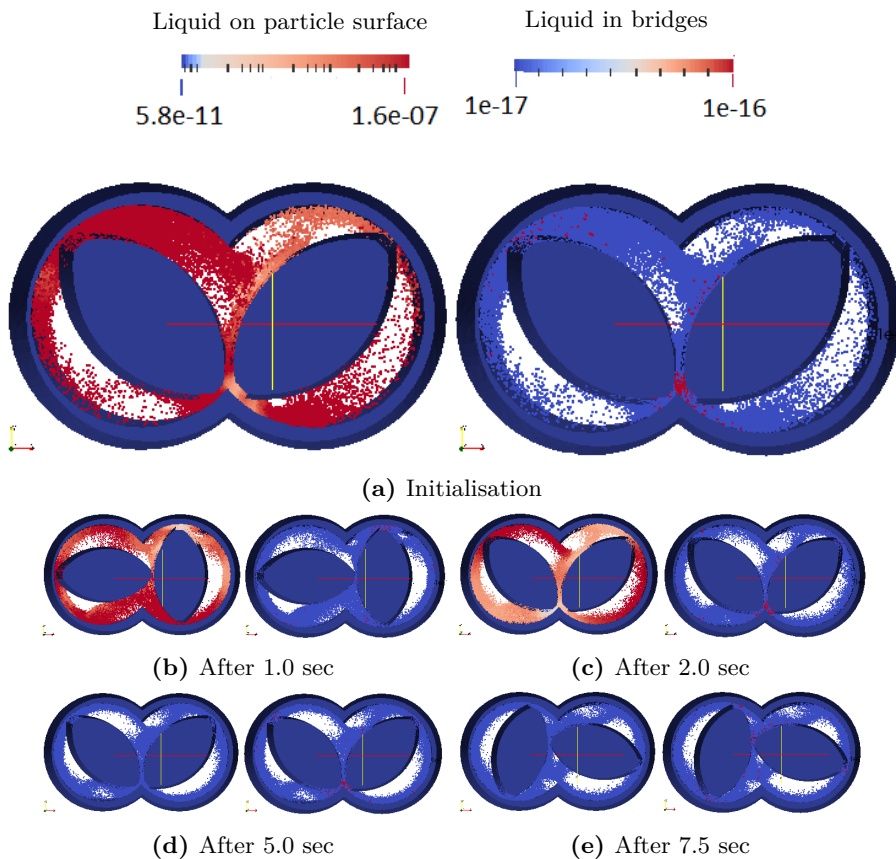 Liquid on particle surface
Liquid in bridges
5.8e-11
1.6e-07
1e-17
1e-16
(a) Initialisation
(b) After 1.0 sec
(c) After 2.0 sec
(d) After 5.0 sec
(e) After 7.5 sec